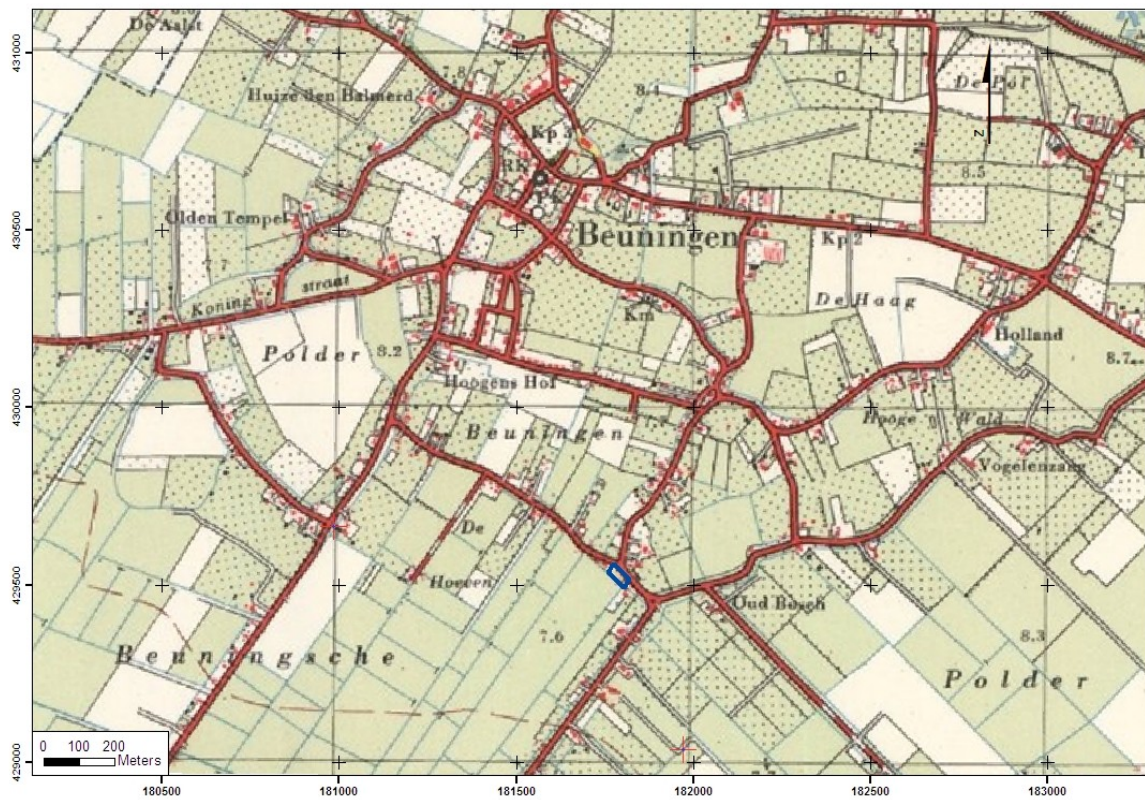 De Aalst
431000
De Pol
Huize den Balmerd
8.4
Kp 3
z
8.5
Olden Tempel
430500
Beuningen
Kp 2
7.7
Koning straat
De Haag
Km
Holland
Polder
8.2
8.7
Hoogens Hof
430000
Beuningen
Hooge Wald
Vogelenzang
De
Hoeven
429500
Oud Bosch
7.6
8.3
Beuningsche
Polder
0 100 200
Meters
429000
180500 181000 181500 182000 182500 183000